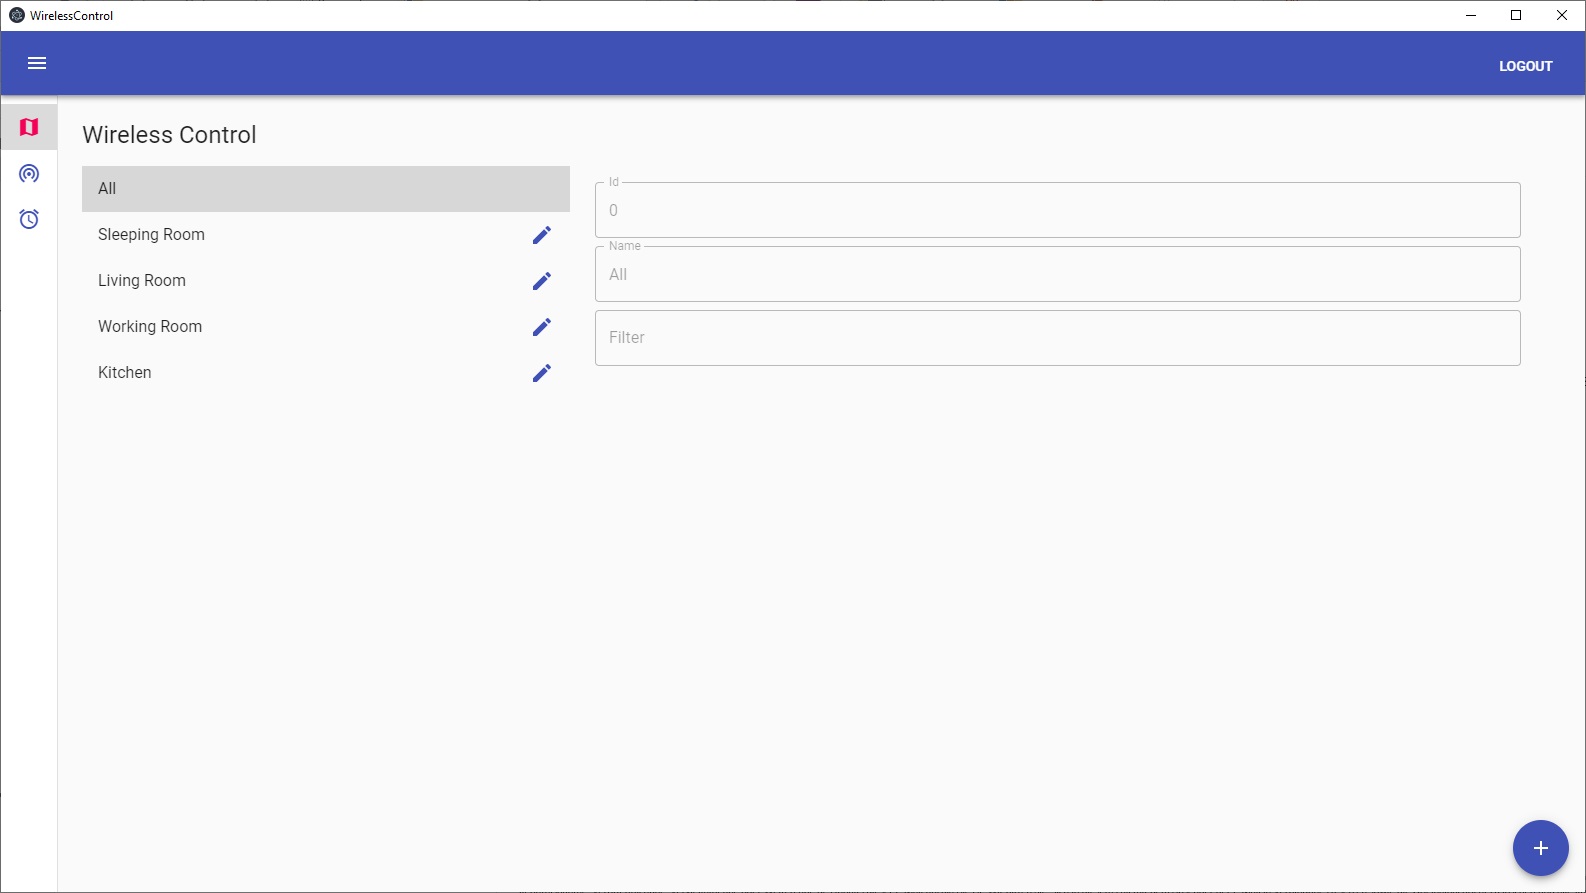 WirelessControl
LOGOUT
Wireless Control
All
Sleeping Room
Living Room
Working Room
Kitchen
Id
0
Name
All
Filter